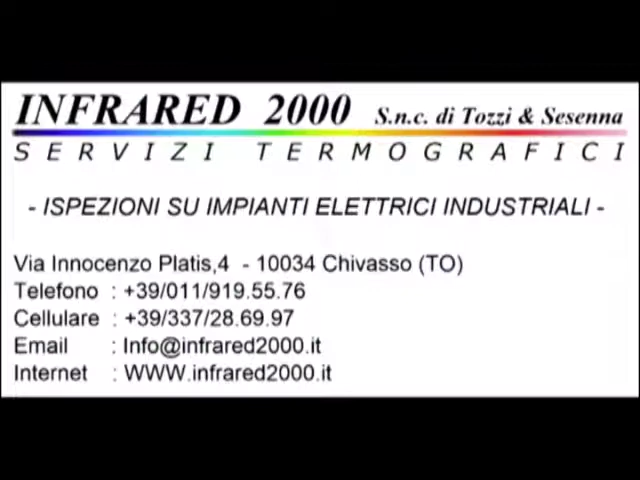 INFRARED 2000 S.n.c. di Tozzi & Sesenna
SERVIZI TERMOGRAFICI
- ISPEZIONI SU IMPIANTI ELETTRICI INDUSTRIALI -
Via Innocenzo Platis,4 - 10034 Chivasso (TO)
Telefono : +39/011/919.55.76
Cellulare : +39/337/28.69.97
Email : Info@infrared2000.it
Internet : WWW.infrared2000.it